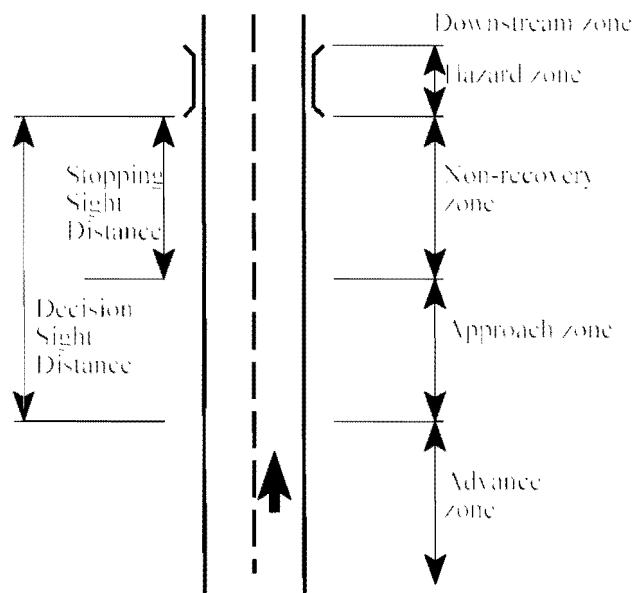 Downstream zone
Hazard zone
Stopping
Sight
Distance
Non-recovery
zone
Decision
Sight
Distance
Approach zone
Advance
zone